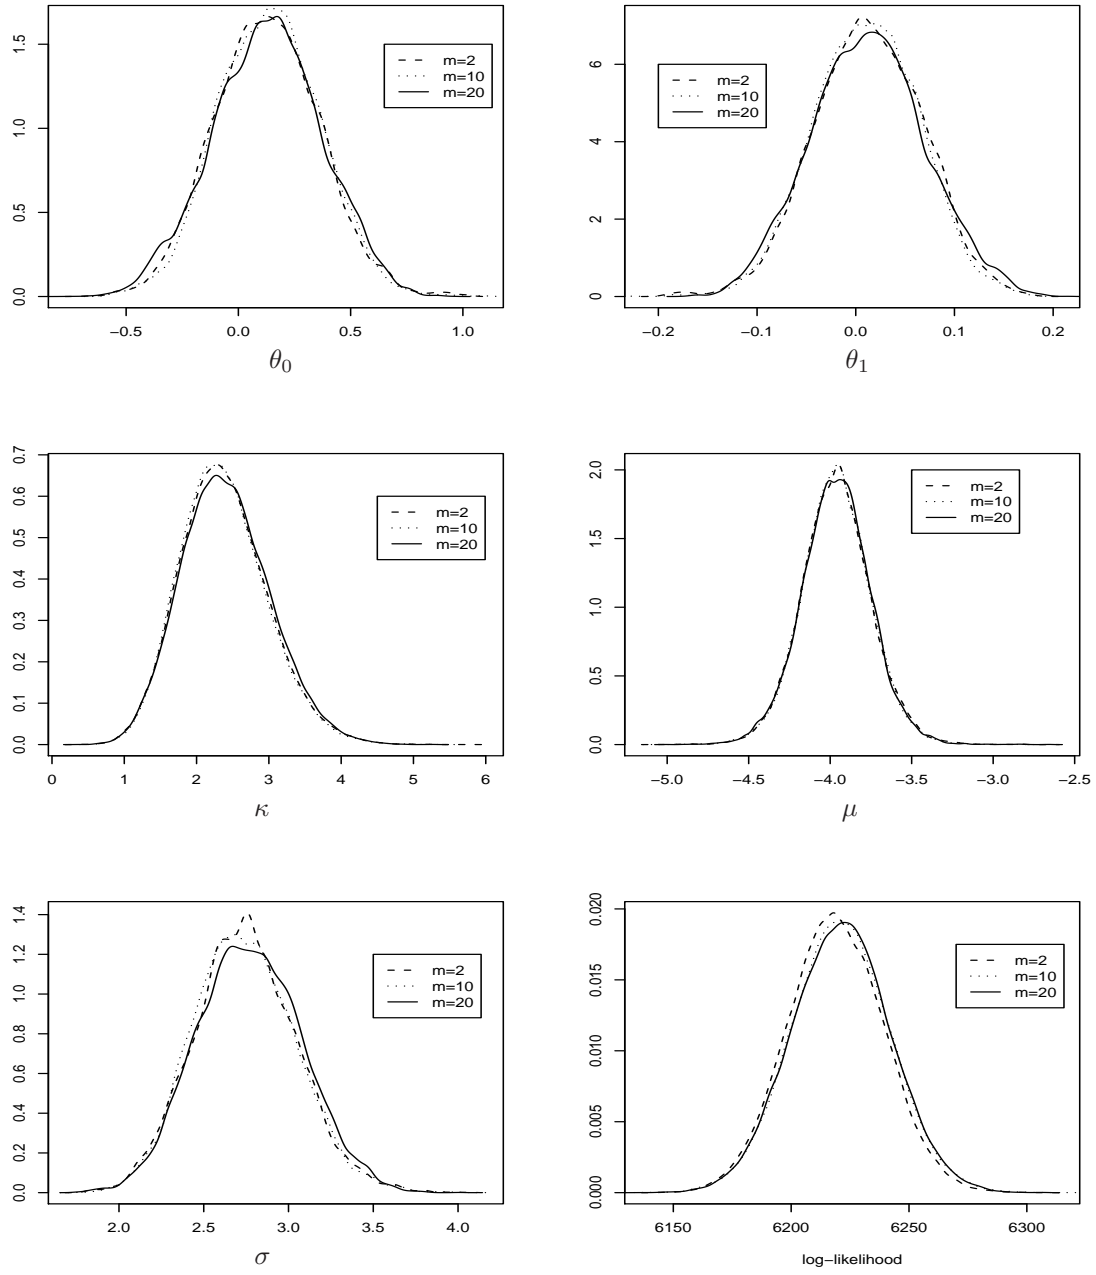 0.0 0.5 1.0 1.5
m=2
m=10
m=20
−0.5 0.0 0.5 1.0
θ0
0 2 4 6
m=2
m=10
m=20
−0.2 −0.1 0.0 0.1 0.2
θ1
0.0 0.1 0.2 0.3 0.4 0.5 0.6 0.7
m=2
m=10
m=20
0 1 2 3 4 5 6
κ
0.0 0.5 1.0 1.5 2.0
m=2
m=10
m=20
−5.0 −4.5 −4.0 −3.5 −3.0 −2.5
μ
0.0 0.2 0.4 0.6 0.8 1.0 1.2 1.4
m=2
m=10
m=20
2.0 2.5 3.0 3.5 4.0
σ
0.000 0.005 0.010 0.015 0.020
m=2
m=10
m=20
6150 6200 6250 6300
log−likelihood